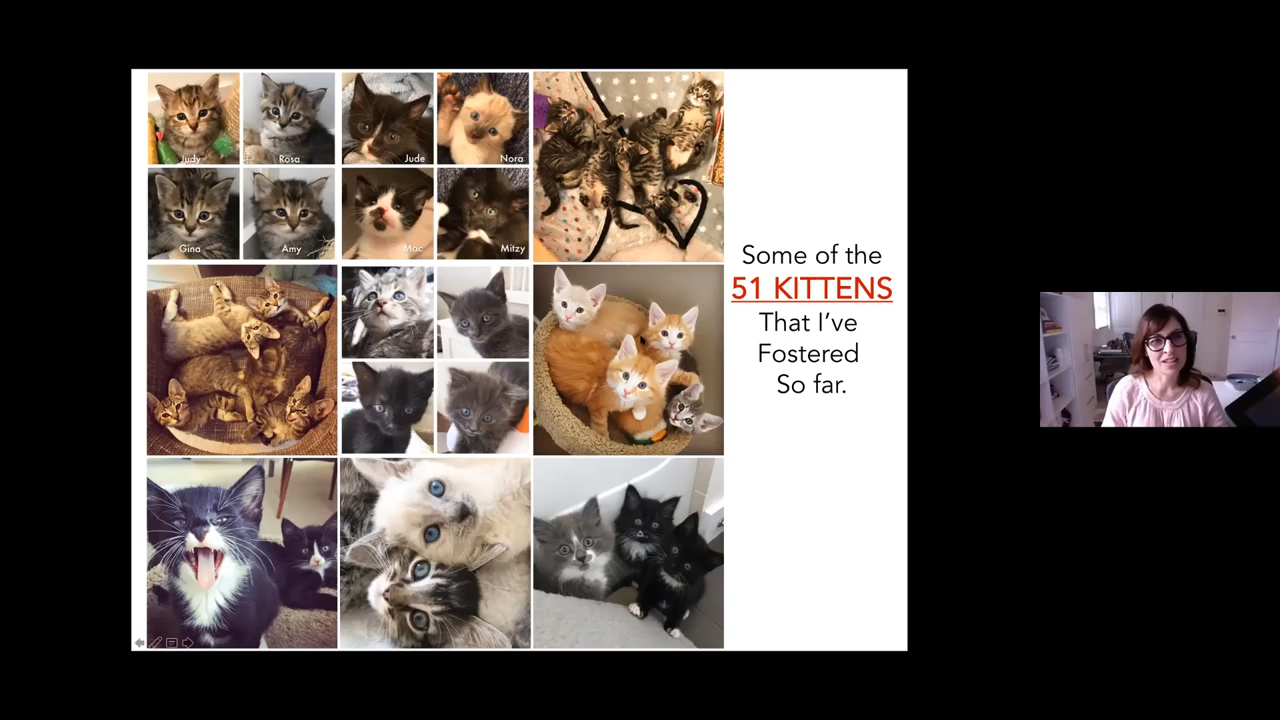 Judy
Rosa
Jude
Nora
Gina
Amy
Mac
Mitzy
Some of the
51 KITTENS
That I've
Fostered
So far.